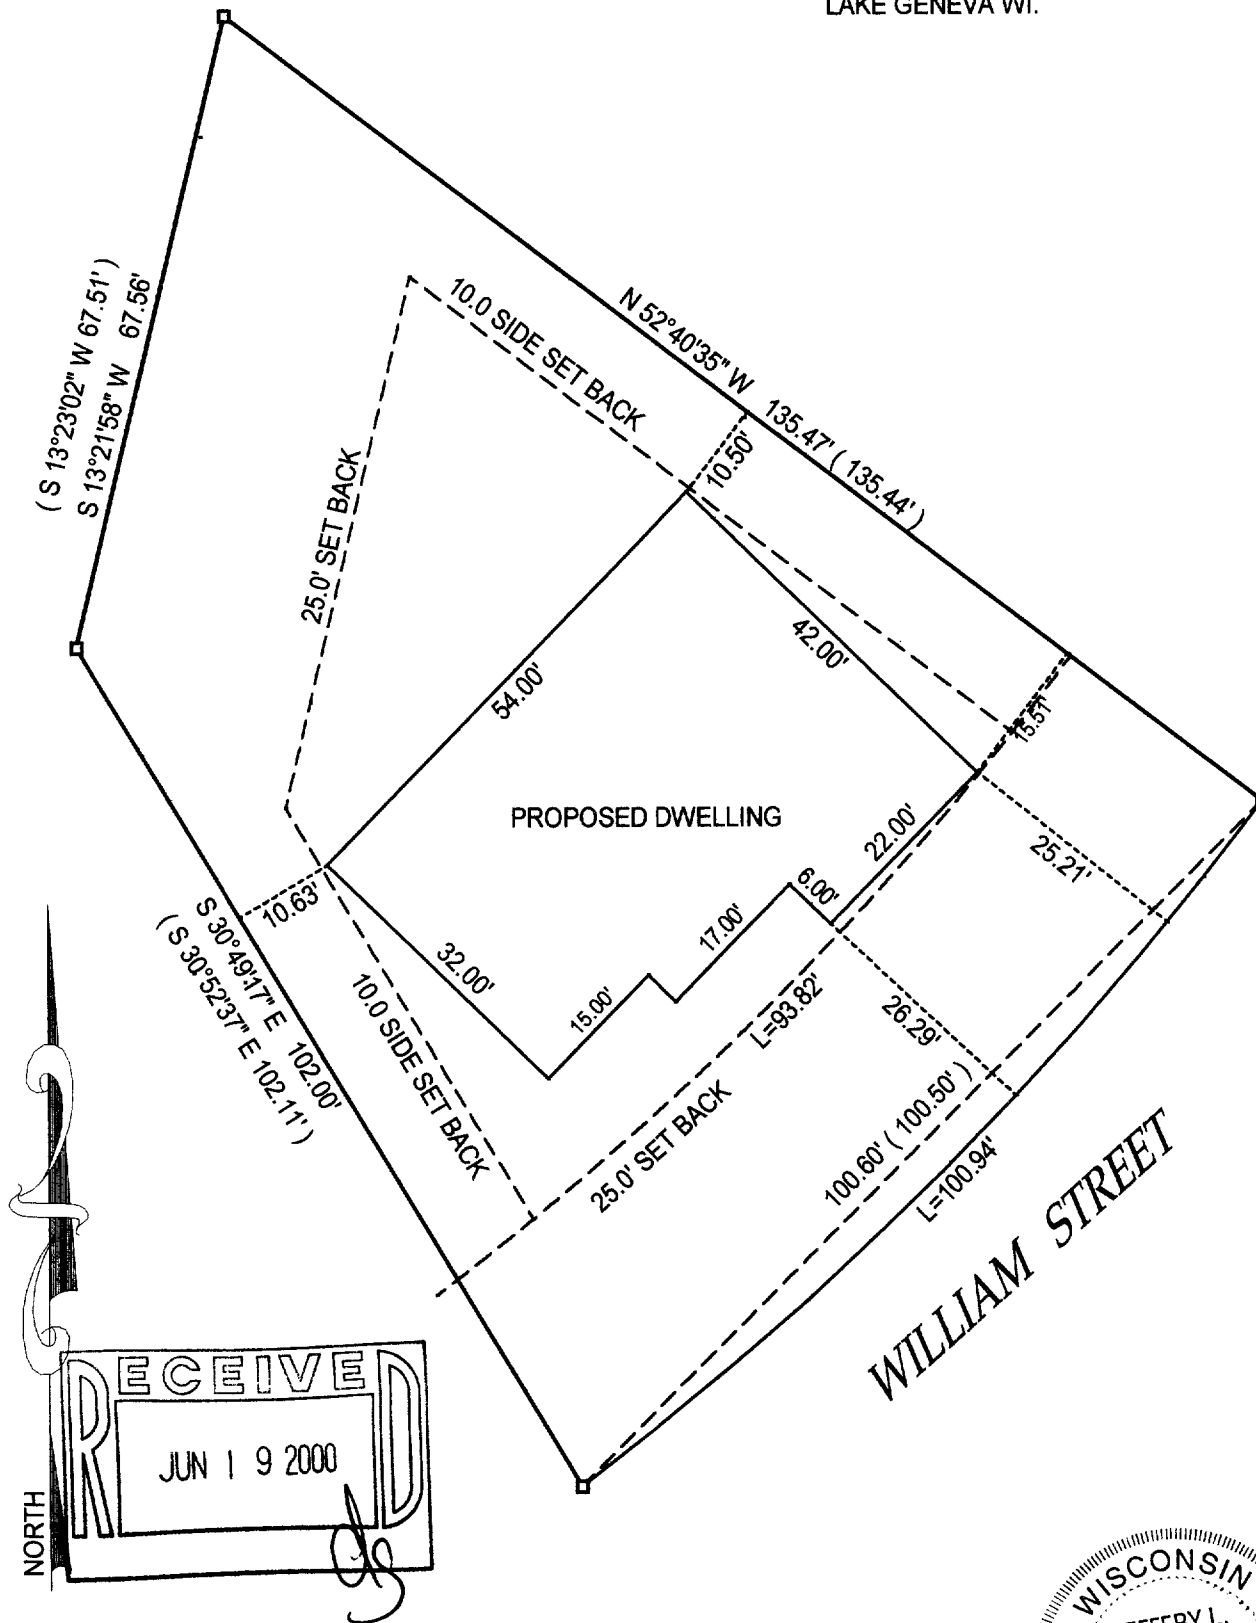 LAKE GENEVA WI.
( S 13°23'02" W 67.51' )
S 13°21'58" W 67.56'
N 52°40'35" W 135.47' ( 135.44' )
10.0 SIDE SET BACK
10.50'
25.0' SET BACK
54.00'
42.00'
15.51'
PROPOSED DWELLING
22.00'
25.21'
6.00'
10.63'
S 30°49'17" E 102.00'
( S 30°52'37" E 102.11' )
32.00'
17.00'
15.00'
10.0 SIDE SET BACK
L=93.82'
26.29'
25.0' SET BACK
100.60' ( 100.50' )
L=100.94'
WILLIAM STREET
RECEIVED
JUN 1 9 2000
NORTH
WISCONSIN